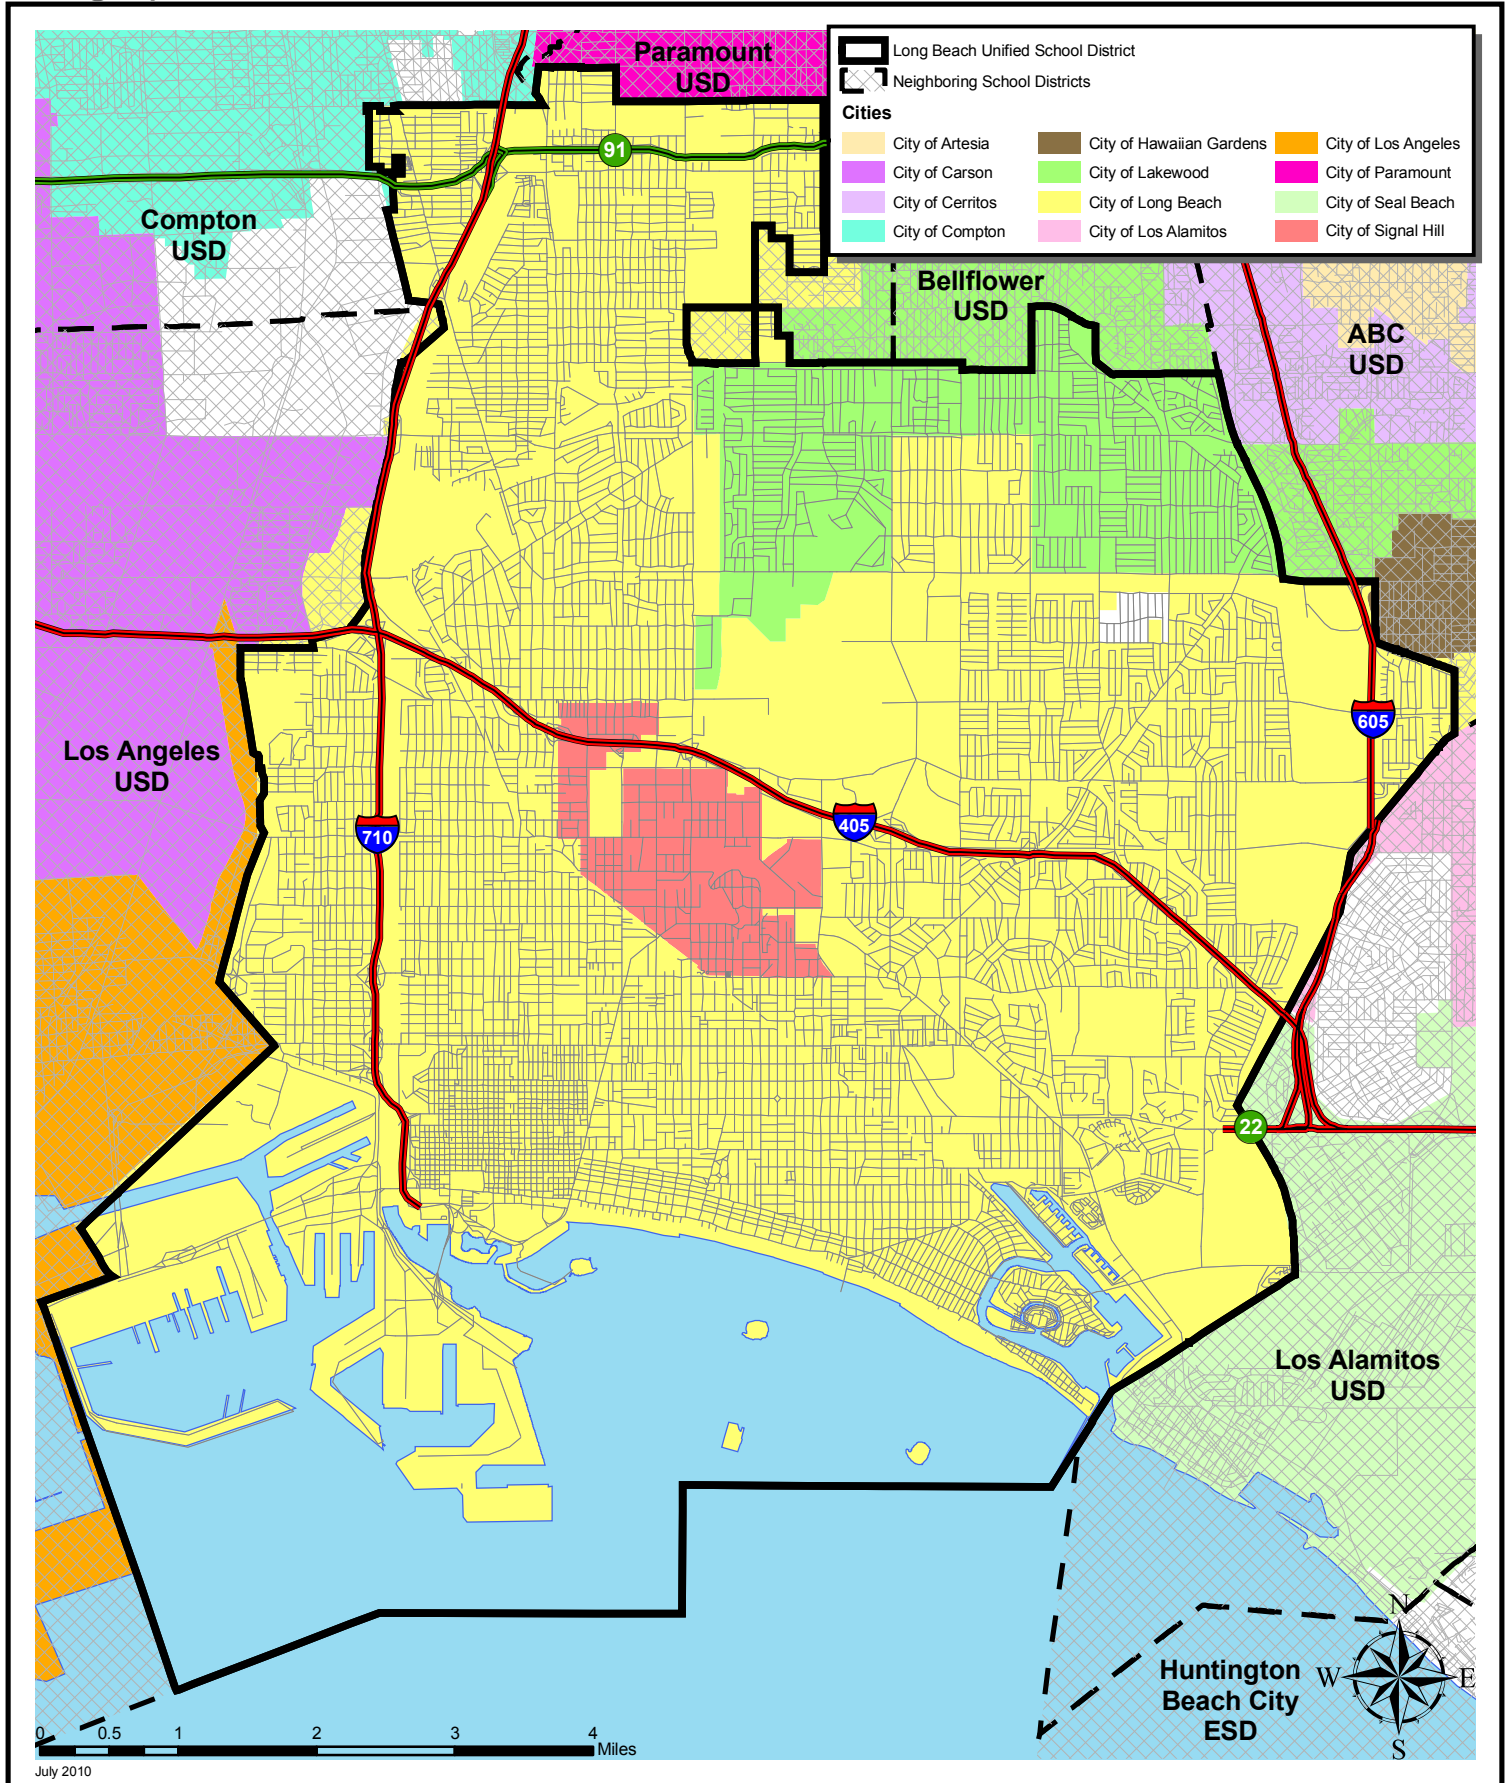 Paramount
USD
Long Beach Unified School District
Neighboring School Districts
Cities
City of Artesia
City of Hawaiian Gardens
City of Los Angeles
City of Carson
City of Lakewood
City of Paramount
City of Cerritos
City of Long Beach
City of Seal Beach
City of Compton
City of Los Alamitos
City of Signal Hill
91
Compton
USD
Bellflower
USD
ABC
USD
Los Angeles
USD
605
710
405
22
Los Alamitos
USD
Huntington
Beach City
ESD
N
W
E
S
0 0.5 1 2 3 4
Miles
July 2010